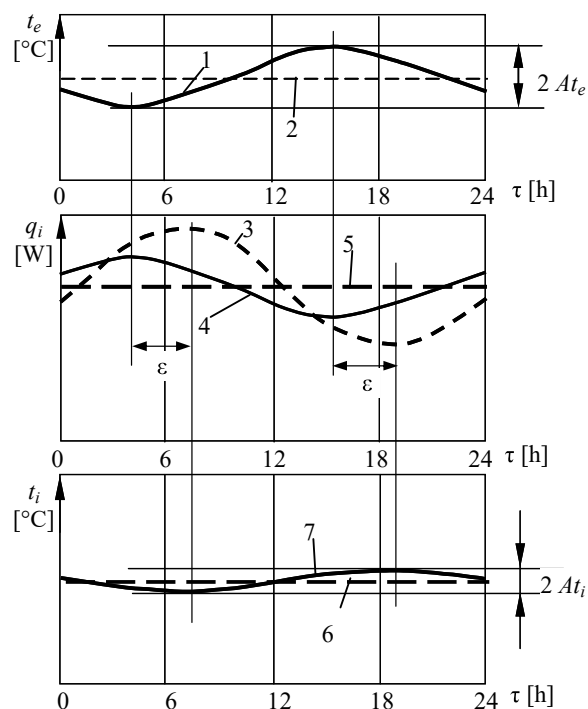 t_e
[°C]
1
2
2 At_e
0 6 12 18 24 τ [h]
q_i
[W]
3
5
4
ε
ε
0 6 12 18 24 τ [h]
t_i
[°C]
7
6
2 At_i
0 6 12 18 24